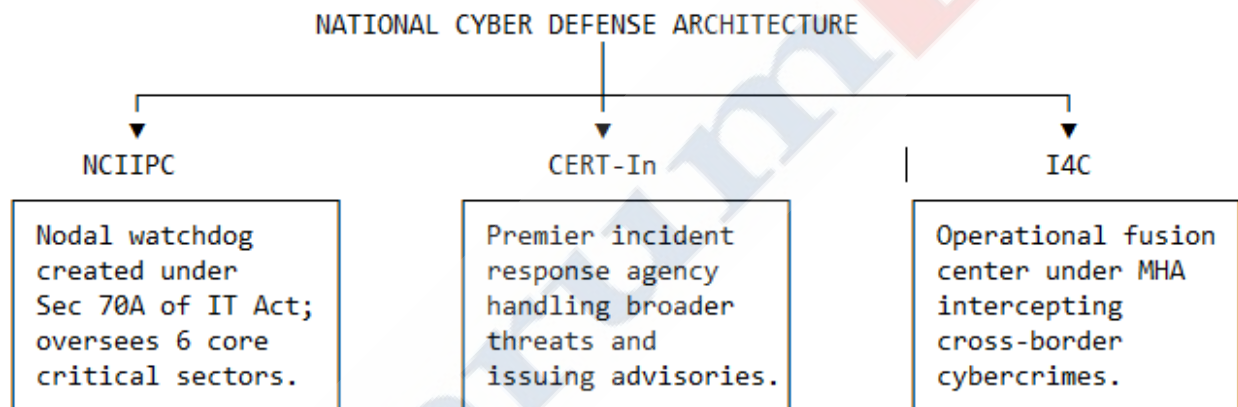 NATIONAL CYBER DEFENSE ARCHITECTURE
NCIIPC
Nodal watchdog
created under
Sec 70A of IT Act;
oversees 6 core
critical sectors.
CERT-In
Premier incident
response agency
handling broader
threats and
issuing advisories.
I4C
Operational fusion
center under MHA
intercepting
cross-border
cybercrimes.